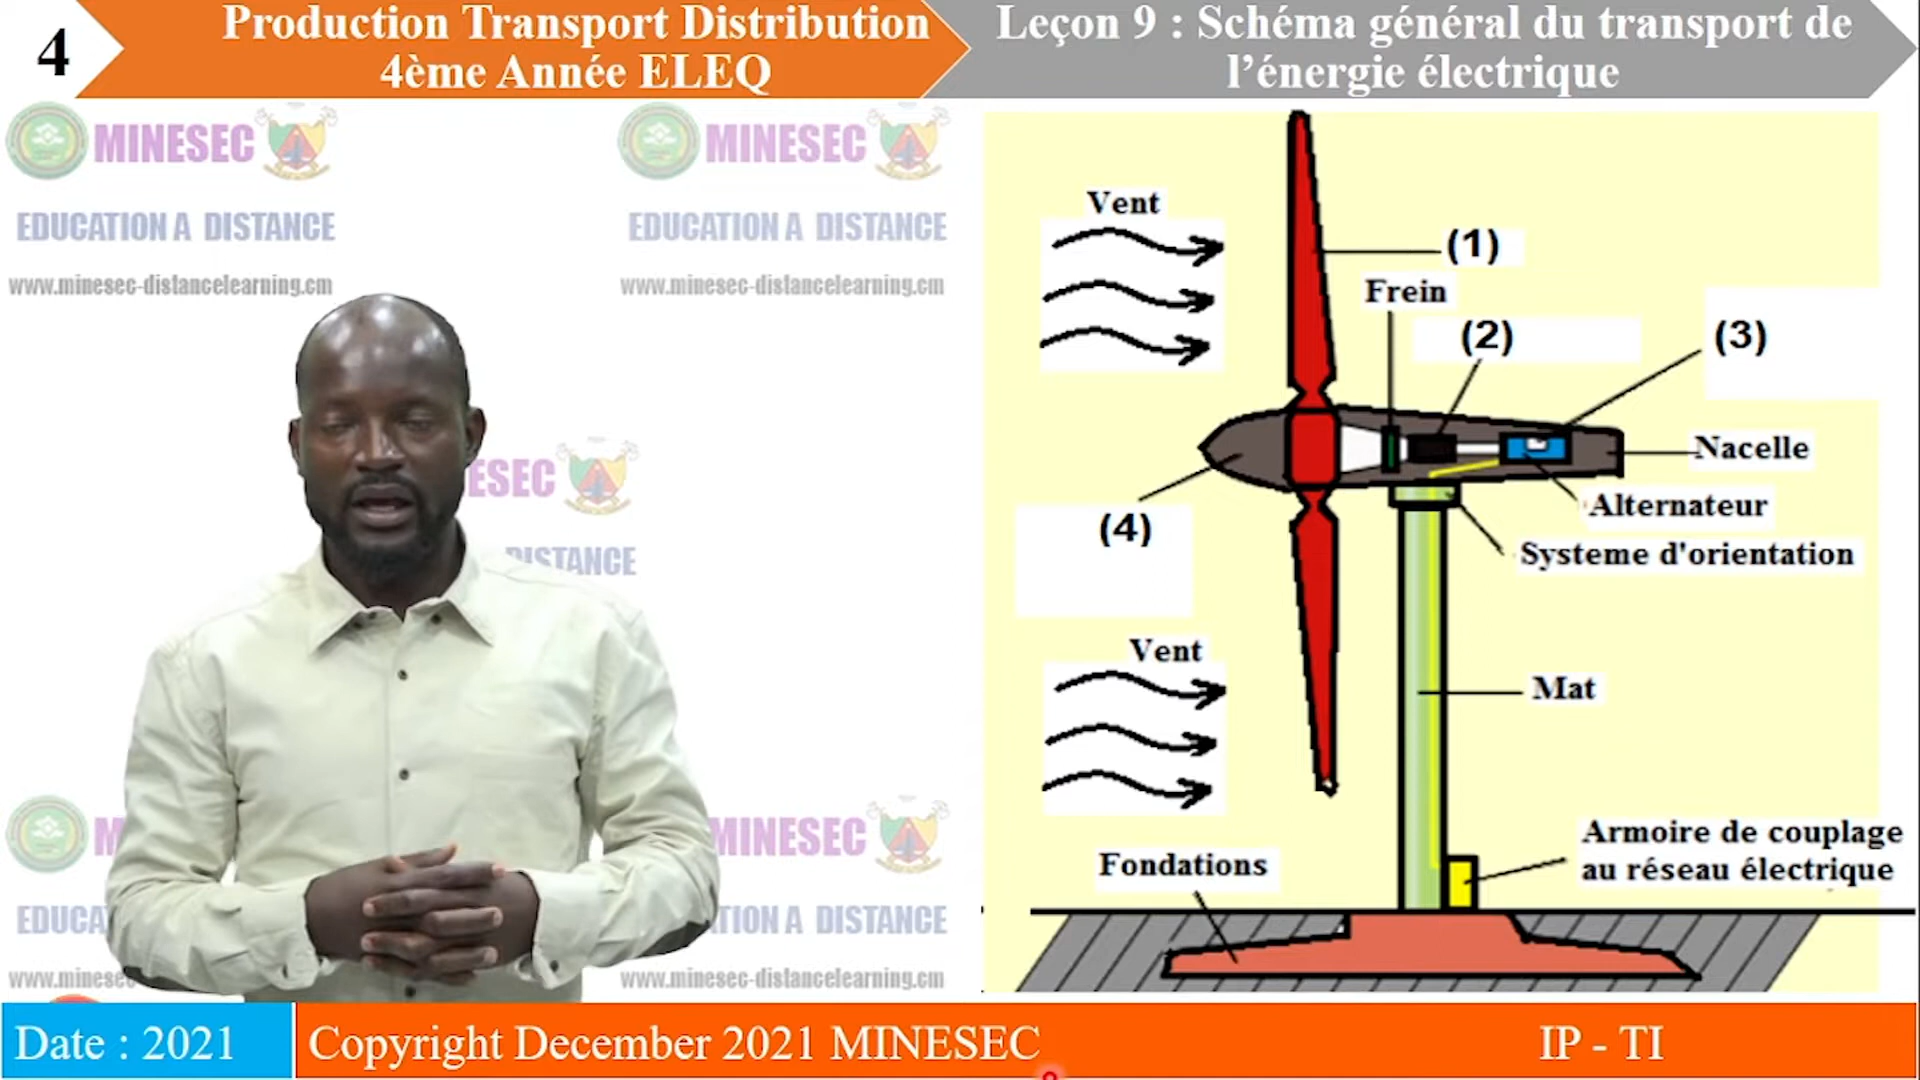 4
Production Transport Distribution
4ème Année ELEQ
Leçon 9 : Schéma général du transport de
l'énergie électrique
MINESEC
EDUCATION A DISTANCE
www.minesec-distancelearning.cm
MINESEC
EDUCATION A DISTANCE
www.minesec-distancelearning.cm
ESEC
DISTANCE
M
EDUCA
www.minesec
MINESEC
TION A DISTANCE
www.minesec-distancelearning.cm
Vent
(1)
Frein
(2)
(3)
Nacelle
Alternateur
(4)
Systeme d'orientation
Vent
Mat
Armoire de couplage
au réseau électrique
Fondations
Date : 2021
Copyright December 2021 MINESEC
IP - TI